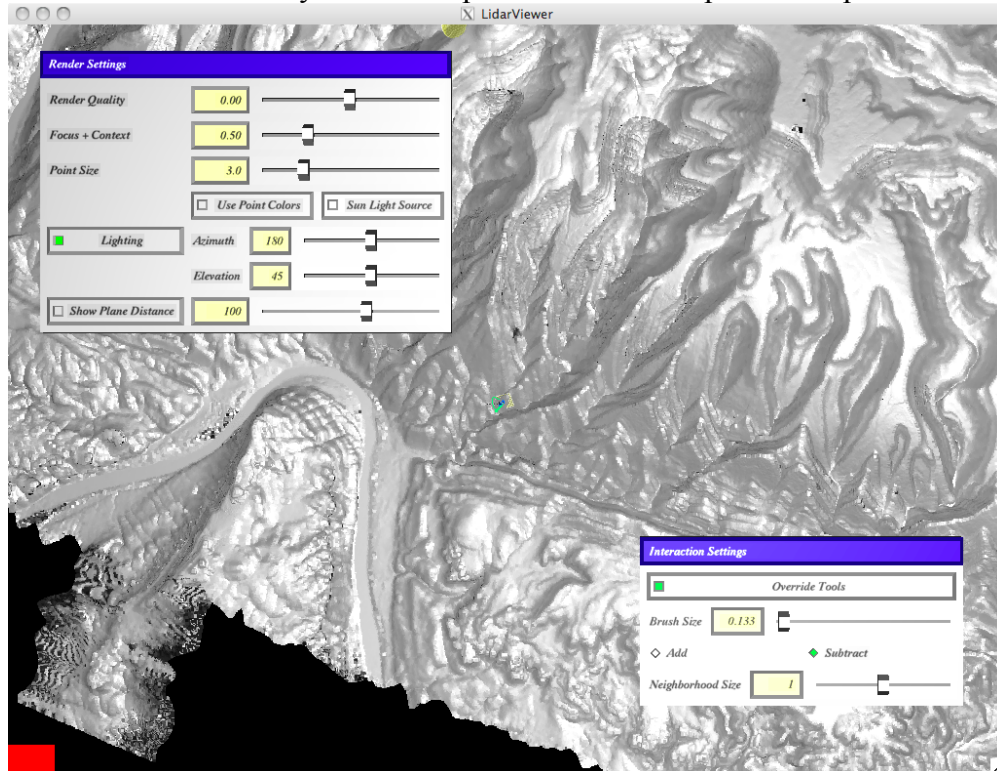 LidarViewer
Render Settings
Render Quality 0.00
Focus + Context 0.50
Point Size 3.0
Use Point Colors Sun Light Source
Lighting Azimuth 180
Elevation 45
Show Plane Distance 100
Interaction Settings
Override Tools
Brush Size 0.133
Add Subtract
Neighborhood Size 1